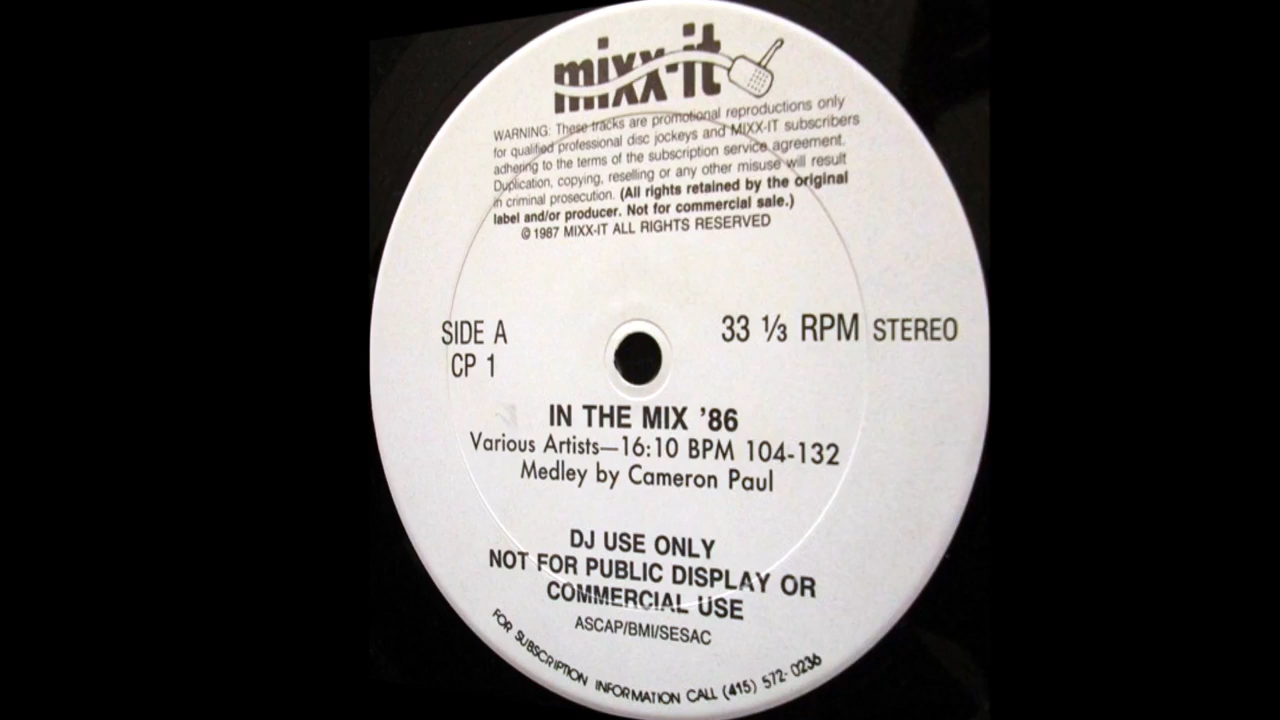 mixx-it
WARNING: These tracks are promotional reproductions only
for qualified professional disc jockeys and MIXX-IT subscribers
adhering to the terms of the subscription service agreement.
Duplication, copying, reselling or any other misuse will result
in criminal prosecution. (All rights retained by the original
label and/or producer. Not for commercial sale.)
© 1987 MIXX-IT ALL RIGHTS RESERVED
SIDE A
CP 1
33 ⅓ RPM STEREO
IN THE MIX ’86
Various Artists—16:10 BPM 104-132
Medley by Cameron Paul
DJ USE ONLY
NOT FOR PUBLIC DISPLAY OR
COMMERCIAL USE
ASCAP/BMI/SESAC
FOR SUBSCRIPTION INFORMATION CALL (415) 572-0236